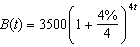 B(t) = 3500(1 + 4%/4)^{4t}